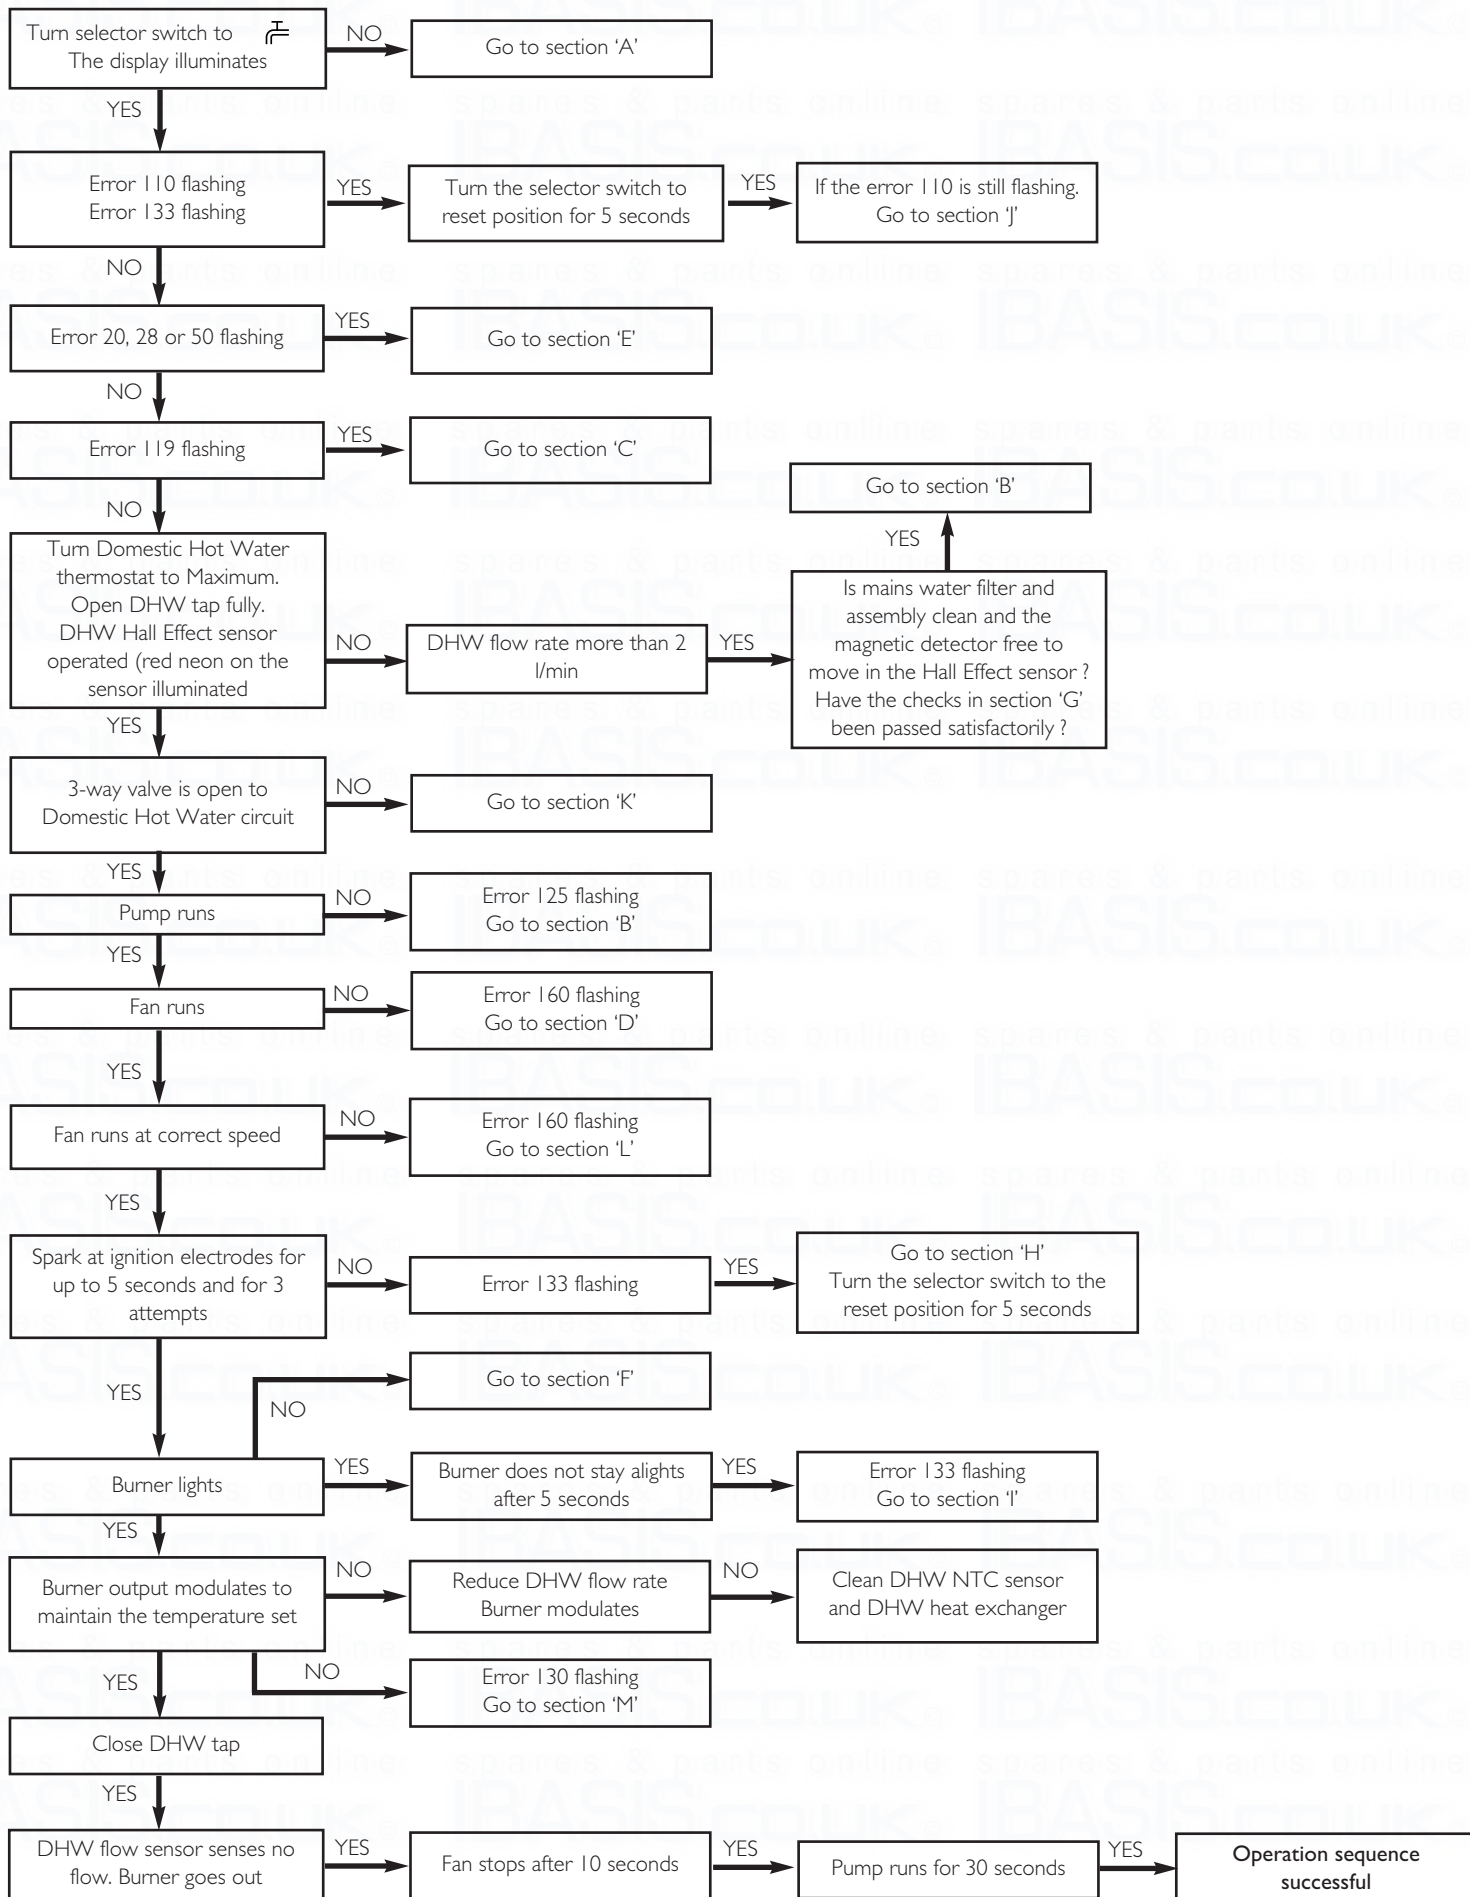 Turn selector switch to
The display illuminates
NO
Go to section ‘A’
YES
Error 110 flashing
Error 133 flashing
YES
Turn the selector switch to
reset position for 5 seconds
YES
If the error 110 is still flashing.
Go to section ‘J’
NO
Error 20, 28 or 50 flashing
YES
Go to section ‘E’
NO
Error 119 flashing
YES
Go to section ‘C’
NO
Turn Domestic Hot Water
thermostat to Maximum.
Open DHW tap fully.
DHW Hall Effect sensor
operated (red neon on the
sensor illuminated
NO
DHW flow rate more than 2
l/min
YES
Is mains water filter and
assembly clean and the
magnetic detector free to
move in the Hall Effect sensor ?
Have the checks in section ‘G’
been passed satisfactorily ?
YES
Go to section ‘B’
YES
3-way valve is open to
Domestic Hot Water circuit
NO
Go to section ‘K’
YES
Pump runs
NO
Error 125 flashing
Go to section ‘B’
YES
Fan runs
NO
Error 160 flashing
Go to section ‘D’
YES
Fan runs at correct speed
NO
Error 160 flashing
Go to section ‘L’
YES
Spark at ignition electrodes for
up to 5 seconds and for 3
attempts
NO
Error 133 flashing
YES
Go to section ‘H’
Turn the selector switch to the
reset position for 5 seconds
YES
NO
Go to section ‘F’
Burner lights
YES
Burner does not stay alights
after 5 seconds
YES
Error 133 flashing
Go to section ‘I’
YES
Burner output modulates to
maintain the temperature set
NO
Reduce DHW flow rate
Burner modulates
NO
Clean DHW NTC sensor
and DHW heat exchanger
YES
NO
Error 130 flashing
Go to section ‘M’
Close DHW tap
YES
DHW flow sensor senses no
flow. Burner goes out
YES
Fan stops after 10 seconds
YES
Pump runs for 30 seconds
YES
Operation sequence
successful